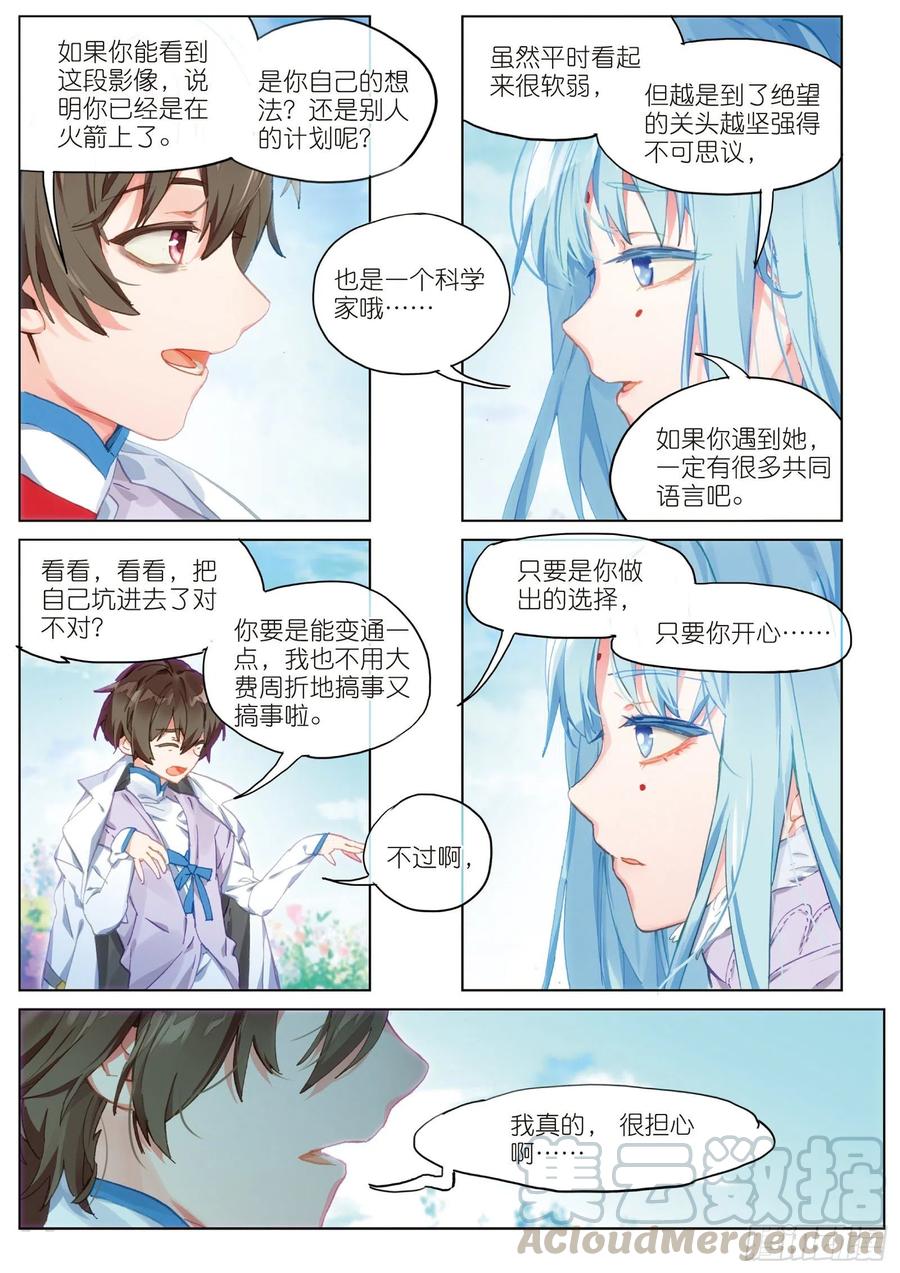 如果你能看到
这段影像，说
明你已经是在
火箭上了。
是你自己的想
法？还是别人
的计划呢？
虽然平时看起
来很软弱，
但越是到了绝望
的关头越坚强得
不可思议，
也是一个科学
家哦……
如果你遇到她，
一定有很多共同
语言吧。
看看，看看，把
自己坑进去了对
不对？
你要是能变通一
点，我也不用大
费周折地搞事又
搞事啦。
只要是你做
出的选择，
只要你开心……
不过啊，
我真的， 很担心
啊……
集云数据
ACloudMerge.com